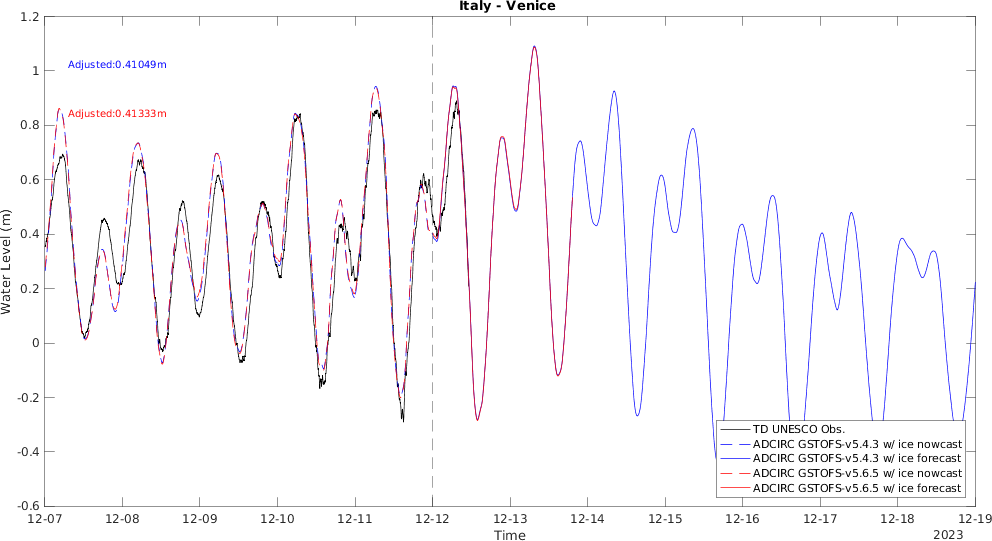 Italy - Venice
Adjusted:0.41049m
Adjusted:0.41333m
Water Level (m)
1.2
1
0.8
0.6
0.4
0.2
0
-0.2
-0.4
-0.6
TD UNESCO Obs.
ADCIRC GSTOFS-v5.4.3 w/ ice nowcast
ADCIRC GSTOFS-v5.4.3 w/ ice forecast
ADCIRC GSTOFS-v5.6.5 w/ ice nowcast
ADCIRC GSTOFS-v5.6.5 w/ ice forecast
12-07 12-08 12-09 12-10 12-11 12-12 12-13 12-14 12-15 12-16 12-17 12-18 12-19
Time
2023